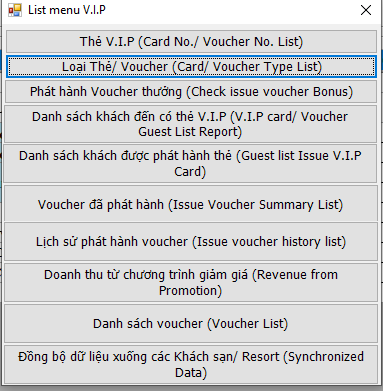 List menu V.I.P
Thẻ V.I.P (Card No./ Voucher No. List)
Loại Thẻ/ Voucher (Card/ Voucher Type List)
Phát hành Voucher thưởng (Check issue voucher Bonus)
Danh sách khách đến có thẻ V.I.P (V.I.P card/ Voucher
Guest List Report)
Danh sách khách được phát hành thẻ (Guest list Issue V.I.P
Card)
Voucher đã phát hành (Issue Voucher Summary List)
Lịch sử phát hành voucher (Issue voucher history list)
Doanh thu từ chương trình giảm giá (Revenue from
Promotion)
Danh sách voucher (Voucher List)
Đồng bộ dữ liệu xuống các Khách sạn/ Resort (Synchronized
Data)